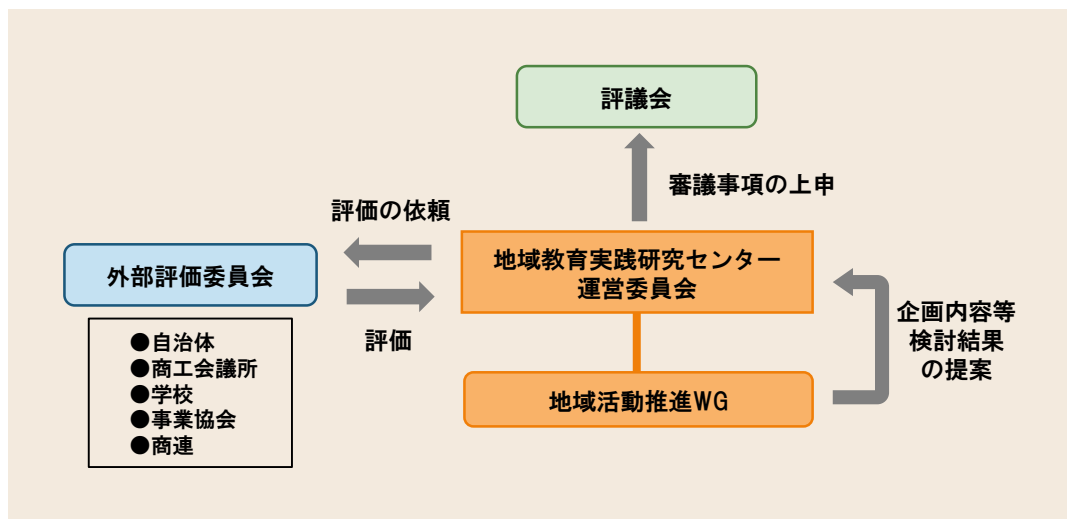 評議会
審議事項の上申
評価の依頼
地域教育実践研究センター
運営委員会
外部評価委員会
評価
企画内容等
検討結果
の提案
●自治体
●商工会議所
●学校
●事業協会
●商連
地域活動推進WG